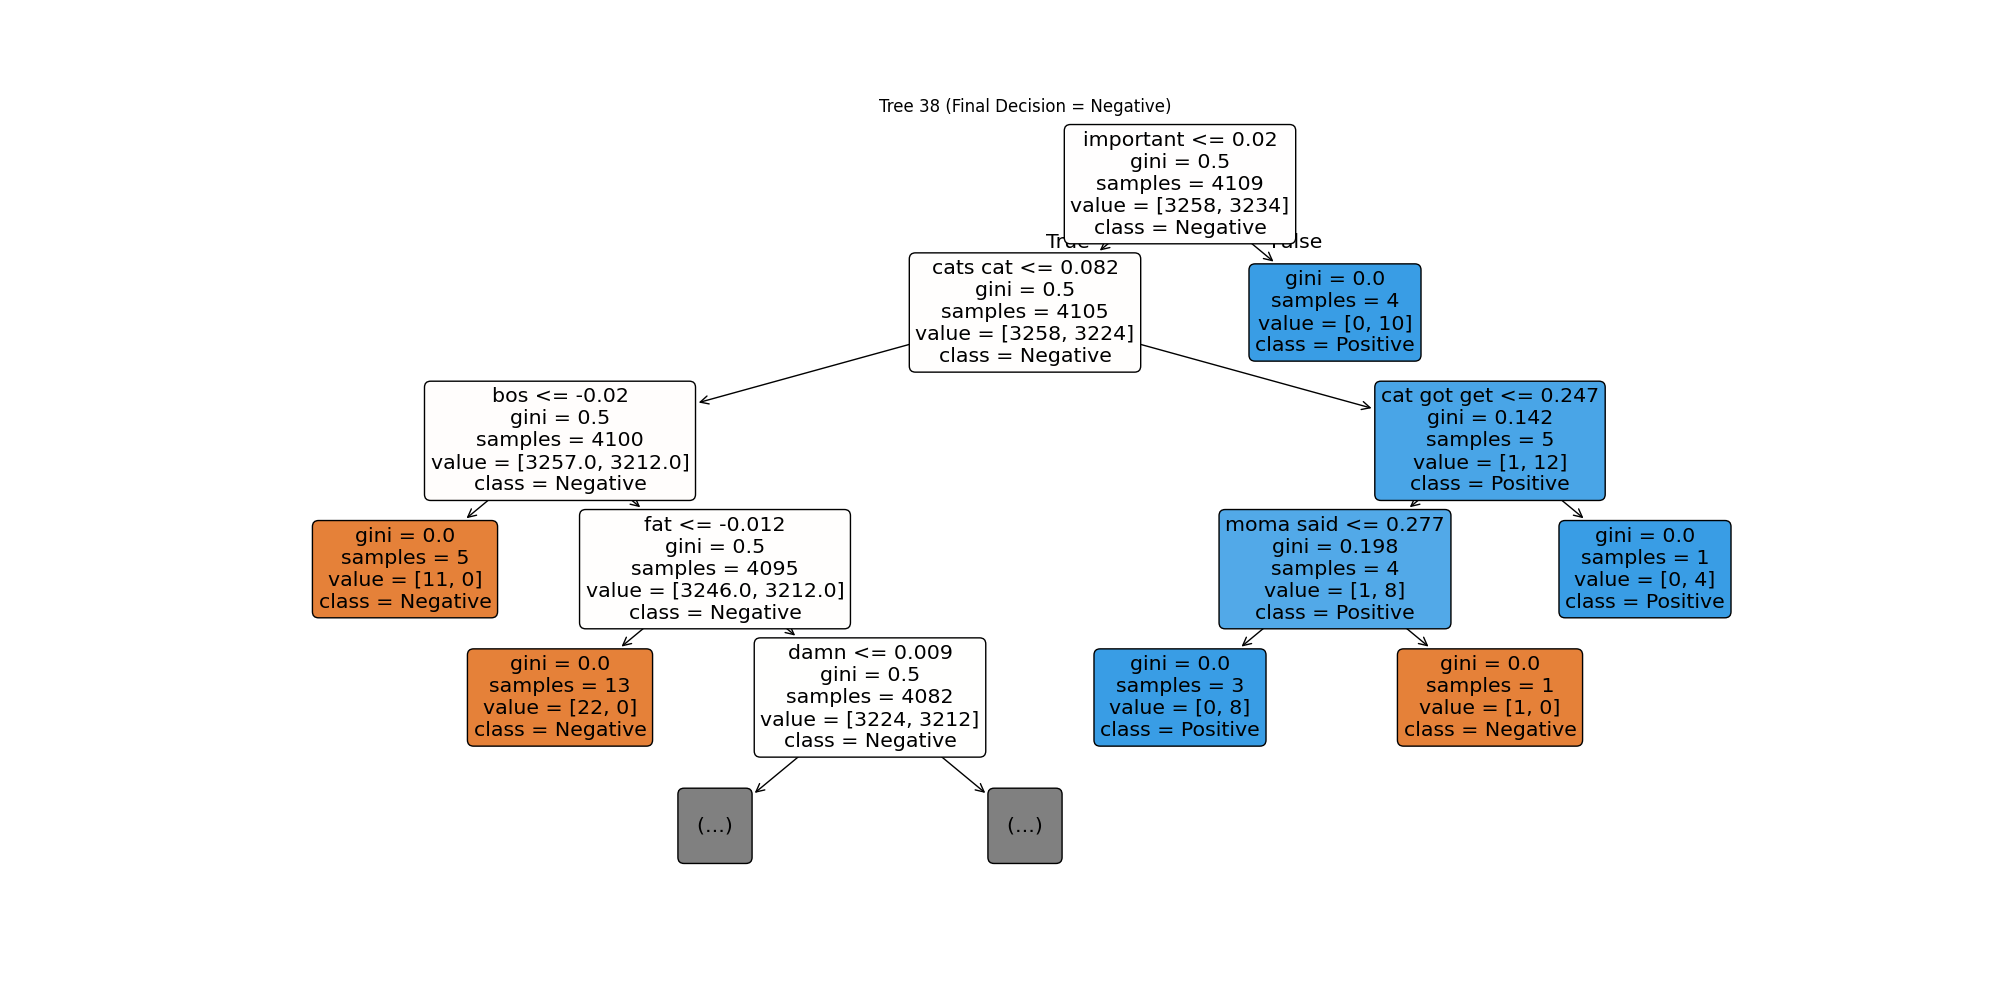 Tree 38 (Final Decision = Negative)
important <= 0.02
gini = 0.5
samples = 4109
value = [3258, 3234]
class = Negative
True
False
cats cat <= 0.082
gini = 0.5
samples = 4105
value = [3258, 3224]
class = Negative
gini = 0.0
samples = 4
value = [0, 10]
class = Positive
bos <= -0.02
gini = 0.5
samples = 4100
value = [3257.0, 3212.0]
class = Negative
cat got get <= 0.247
gini = 0.142
samples = 5
value = [1, 12]
class = Positive
gini = 0.0
samples = 5
value = [11, 0]
class = Negative
fat <= -0.012
gini = 0.5
samples = 4095
value = [3246.0, 3212.0]
class = Negative
moma said <= 0.277
gini = 0.198
samples = 4
value = [1, 8]
class = Positive
gini = 0.0
samples = 1
value = [0, 4]
class = Positive
gini = 0.0
samples = 13
value = [22, 0]
class = Negative
damn <= 0.009
gini = 0.5
samples = 4082
value = [3224, 3212]
class = Negative
gini = 0.0
samples = 3
value = [0, 8]
class = Positive
gini = 0.0
samples = 1
value = [1, 0]
class = Negative
(...)
(...)